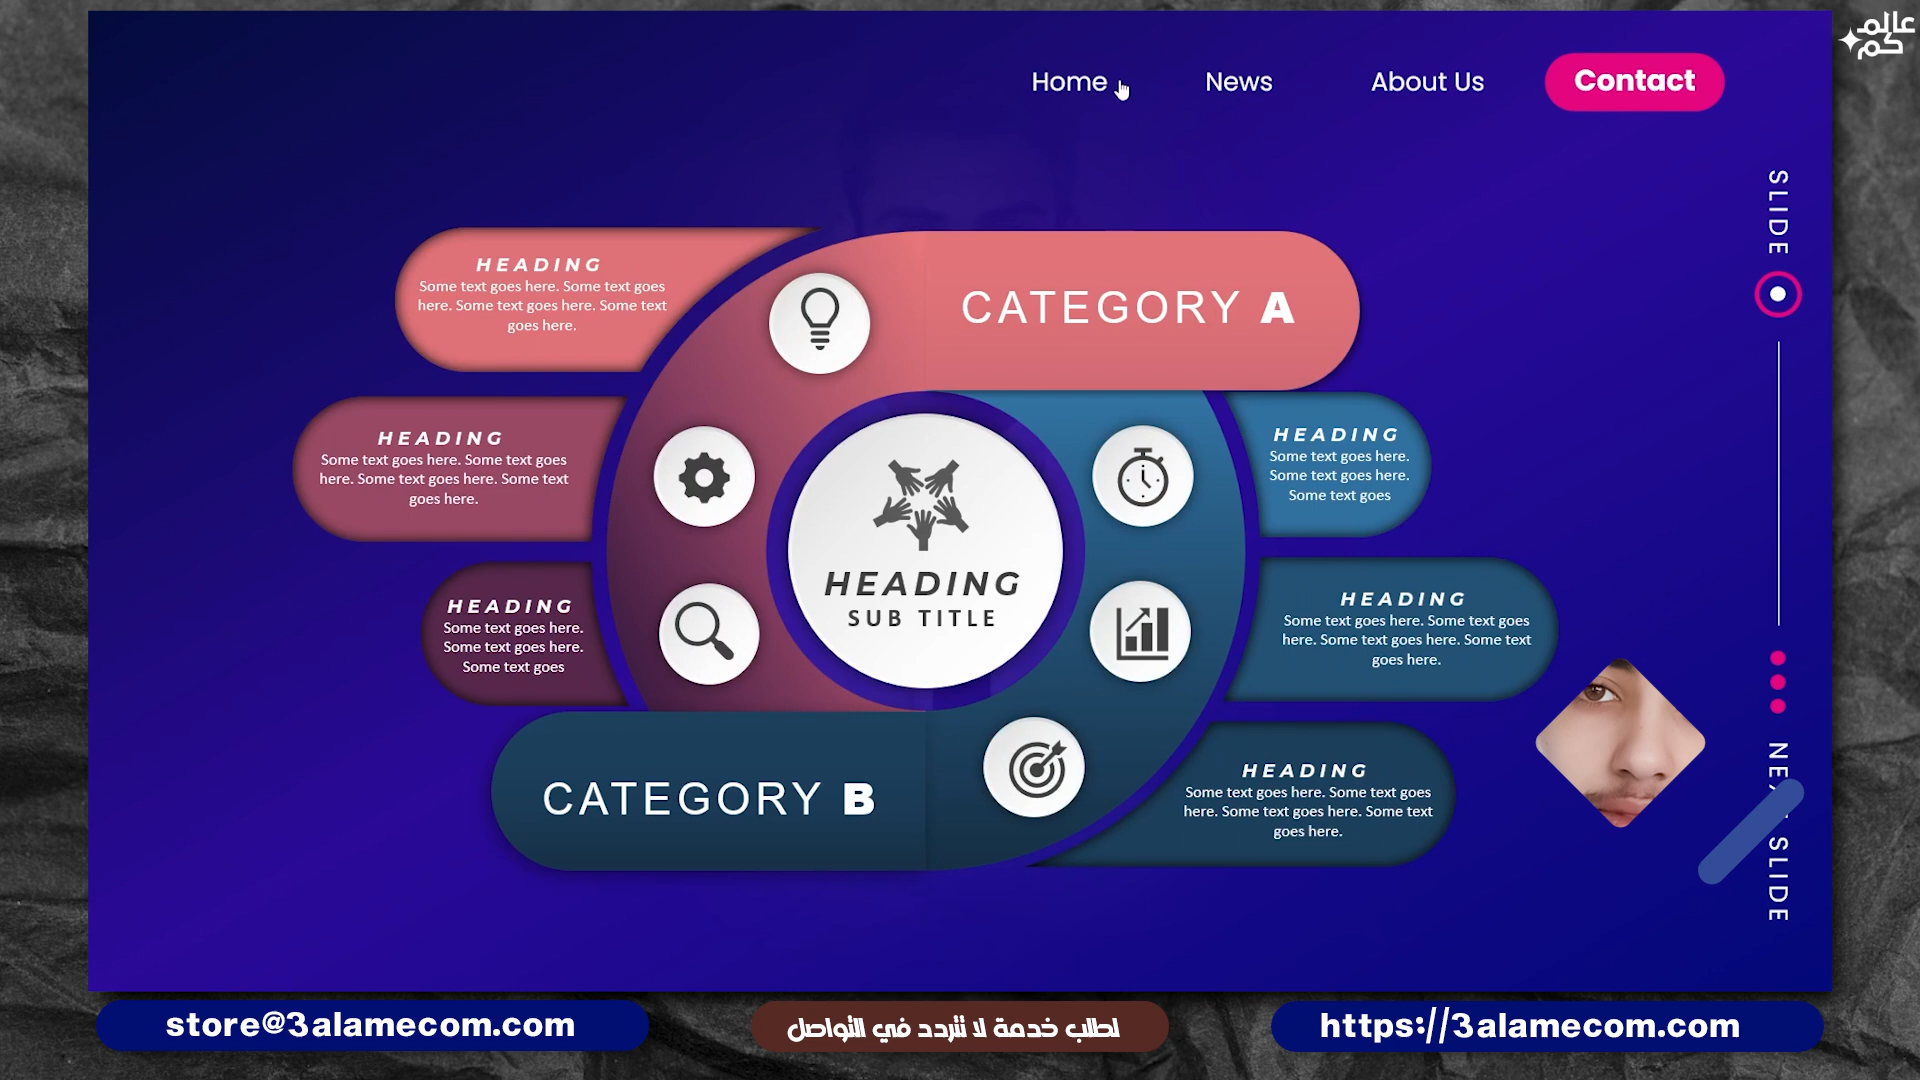 عالم
كم
Home
News
About Us
Contact
SLIDE
HEADING
Some text goes here. Some text
goes here. Some text goes here. Some text
goes here.
CATEGORY A
HEADING
Some text goes here. Some text goes
here. Some text goes here. Some text
goes here.
HEADING
Some text goes here.
Some text goes here.
Some text goes
HEADING
SUB TITLE
HEADING
Some text goes here.
Some text goes here.
Some text goes
HEADING
Some text goes here. Some text goes
here. Some text goes here. Some text
goes here.
CATEGORY B
HEADING
Some text goes here. Some text goes
here. Some text goes here. Some text
goes here.
SLIDE
store@3alamecom.com
لطلب خدمة لا تتردد في التواصل
https://3alamecom.com